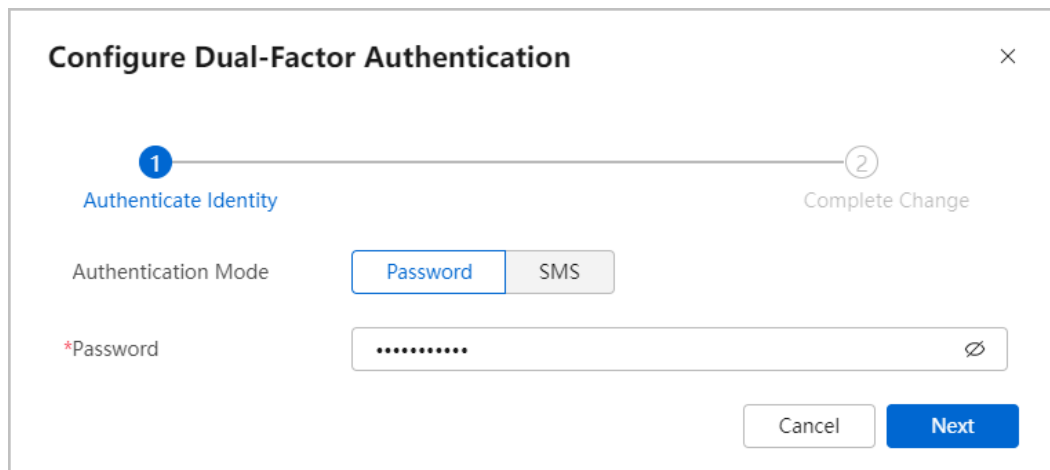 Configure Dual-Factor Authentication
1
2
Authenticate Identity
Complete Change
Authentication Mode
Password
SMS
*Password
•••••••••••
Cancel
Next